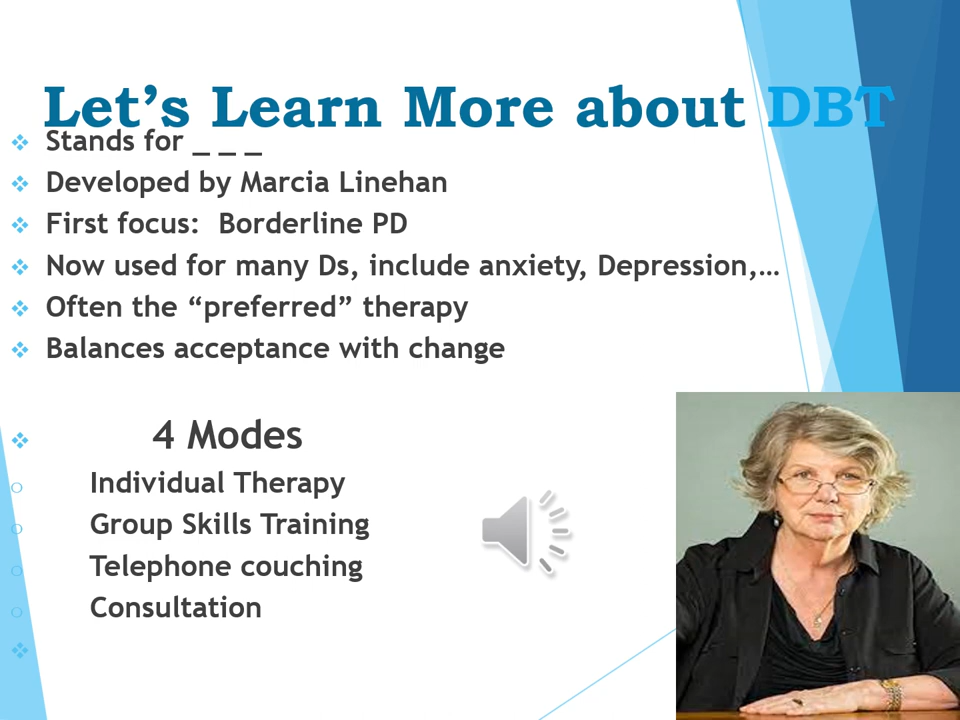 Let’s Learn More about DBT
Stands for _ _ _
Developed by Marcia Linehan
First focus:  Borderline PD
Now used for many Ds, include anxiety, Depression,…
Often the “preferred” therapy
Balances acceptance with change
4 Modes
Individual Therapy
Group Skills Training
Telephone couching
Consultation